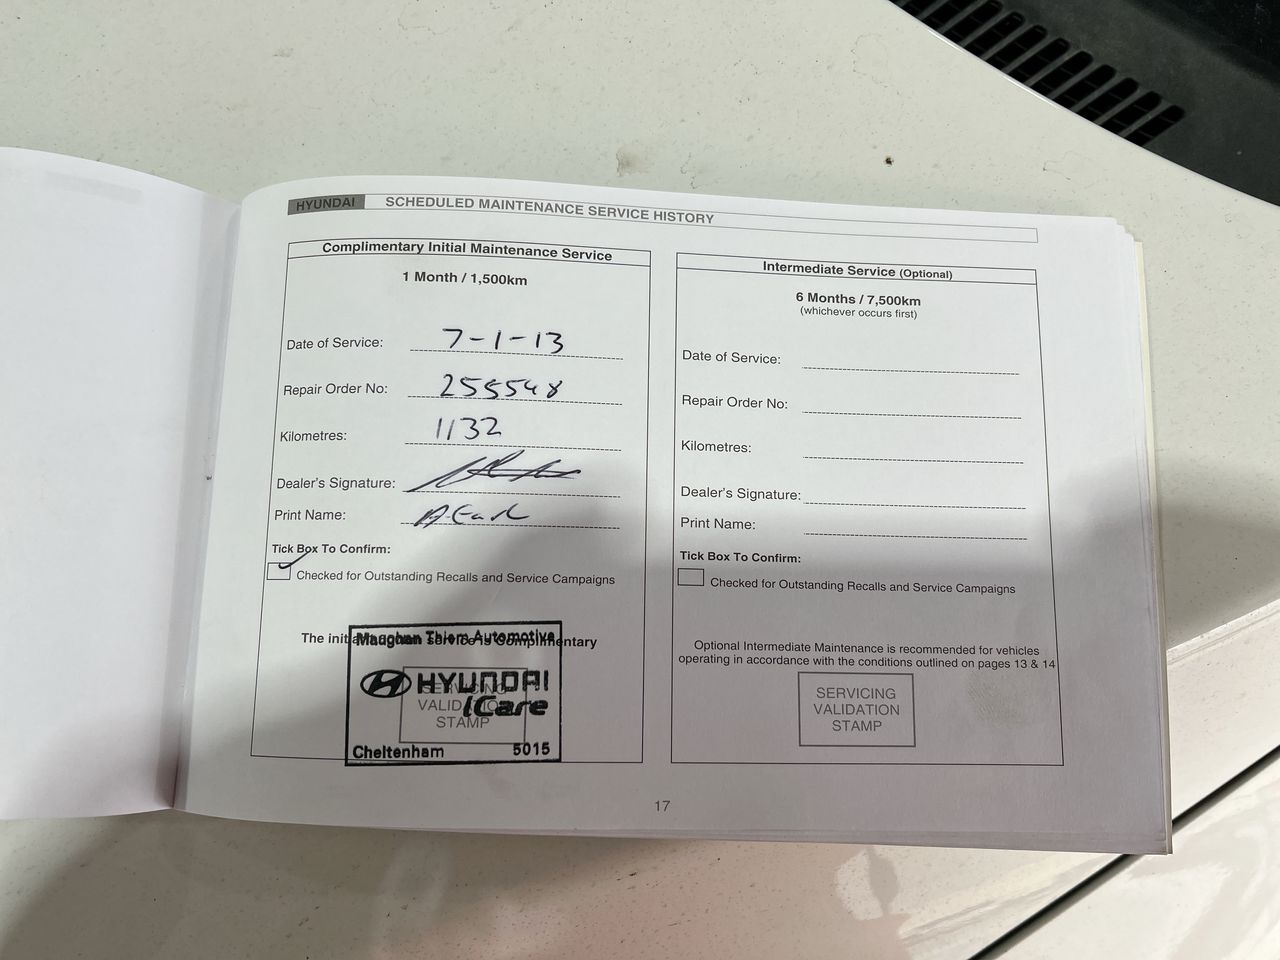 HYUNDAI SCHEDULED MAINTENANCE SERVICE HISTORY
Complimentary Initial Maintenance Service
1 Month / 1,500km
Date of Service: 7-1-13
Repair Order No: 255548
Kilometres: 1132
Dealer's Signature:
Print Name:
Tick Box To Confirm:
Checked for Outstanding Recalls and Service Campaigns
The initial service is Complimentary
Maughan Thiem Automotive
HYUNDAI
iCare
SERVICING
VALIDATION
STAMP
Cheltenham 5015
Intermediate Service (Optional)
6 Months / 7,500km
(whichever occurs first)
Date of Service:
Repair Order No:
Kilometres:
Dealer's Signature:
Print Name:
Tick Box To Confirm:
Checked for Outstanding Recalls and Service Campaigns
Optional Intermediate Maintenance is recommended for vehicles
operating in accordance with the conditions outlined on pages 13 & 14
SERVICING
VALIDATION
STAMP
17